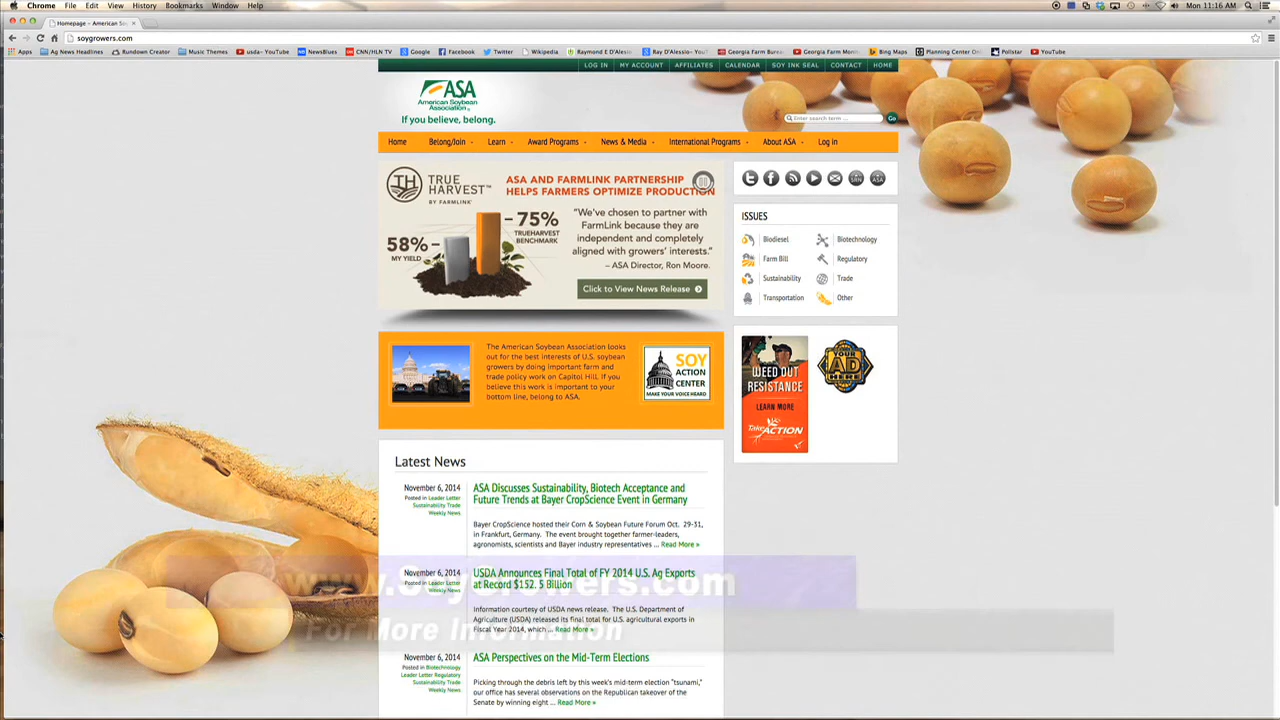 Chrome File Edit View History Bookmarks Window Help
Mon 11:16 AM
Homepage – American So
soygrowers.com
Apps Ag News Headlines Rundown Creator Music Themes usda– YouTube NewsBlues CNN/HLN TV Google Facebook Twitter Wikipedia Raymond E D'Alesio Ray D'Alessio– You Georgia Farm Bureau Georgia Farm Mon Bing Maps Planning Center On Pollstar YouTube
LOG IN MY ACCOUNT AFFILIATES CALENDAR SOY INK SEAL CONTACT HOME
ASA
American Soybean
Association
If you believe, belong.
Enter search term ...
Go
Home Belong/Join Learn Award Programs News & Media International Programs About ASA Log in
TH
TRUE
HARVEST™
BY FARMLINK
ASA AND FARMLINK PARTNERSHIP
HELPS FARMERS OPTIMIZE PRODUCTION
58%
MY YIELD
75%
TRUEHARVEST
BENCHMARK
“We've chosen to partner with
FarmLink because they are
independent and completely
aligned with growers' interests.”
– ASA Director, Ron Moore.
Click to View News Release
SRN
ASA
ISSUES
Biodiesel
Biotechnology
Farm Bill
Regulatory
Sustainability
Trade
Transportation
Other
The American Soybean Association looks
out for the best interests of U.S. soybean
growers by doing important farm and
trade policy work on Capitol Hill. If you
believe this work is important to your
bottom line, belong to ASA.
SOY
ACTION
CENTER
MAKE YOUR VOICE HEARD
WEED OUT
RESISTANCE
LEARN MORE
Take ACTION
YOUR
AD
HERE
Latest News
November 6, 2014
Posted in Leader Letter
Sustainability Trade
Weekly News
ASA Discusses Sustainability, Biotech Acceptance and
Future Trends at Bayer CropScience Event in Germany
Bayer CropScience hosted their Corn & Soybean Future Forum Oct. 29-31,
in Frankfurt, Germany. The event brought together farmer-leaders,
agronomists, scientists and Bayer industry representatives ... Read More »
November 6, 2014
Posted in Leader Letter
Weekly News
USDA Announces Final Total of FY 2014 U.S. Ag Exports
at Record $152. 5 Billion
Information courtesy of USDA news release. The U.S. Department of
Agriculture (USDA) released its final total for U.S. agricultural exports in
Fiscal Year 2014, which ... Read More »
www.Soygrowers.com
For More Information
November 6, 2014
Posted in Biotechnology
Leader Letter Regulatory
Sustainability Trade
Weekly News
ASA Perspectives on the Mid-Term Elections
Picking through the debris left by this week's mid-term election "tsunami,"
our office has several observations on the Republican takeover of the
Senate by winning eight ... Read More »